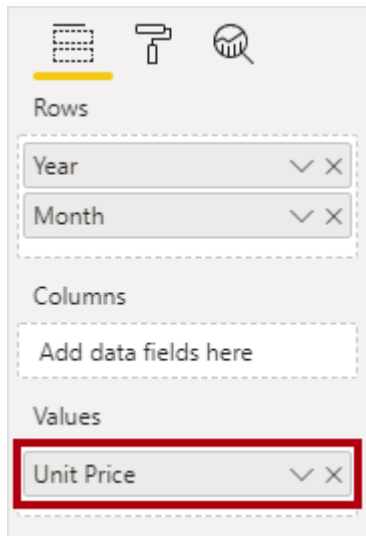 Rows
Year
Month
Columns
Add data fields here
Values
Unit Price